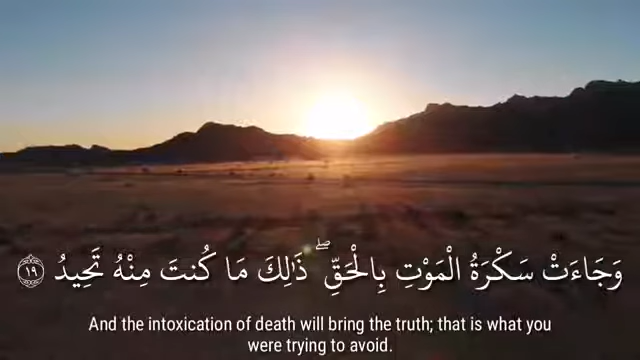 وَجَاءَتْ سَكْرَةُ الْمَوْتِ بِالْحَقِّ ۖ ذَٰلِكَ مَا كُنتَ مِنْهُ تَحِيدُ ١٩
And the intoxication of death will bring the truth; that is what you
were trying to avoid.